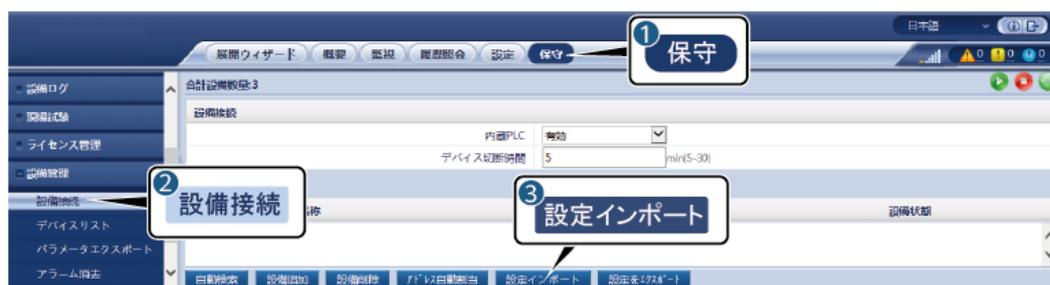 日本語
展開ウィザード 概要 監視 履歴照会 設定 保守
1 保守
0 0 0
設備ログ
合計設備数量:3
現場試験
設備接続
ライセンス管理
内蔵PLC 有効
デバイス切断時間 5 min(5-30)
設備管理
設備接続
2 設備接続
3 設定インポート
称
設備状態
デバイスリスト
パラメータエクスポート
アラーム消去
自動検索 設備追加 設備削除 アドレス自動割当 設定インポート 設定をエクスポート